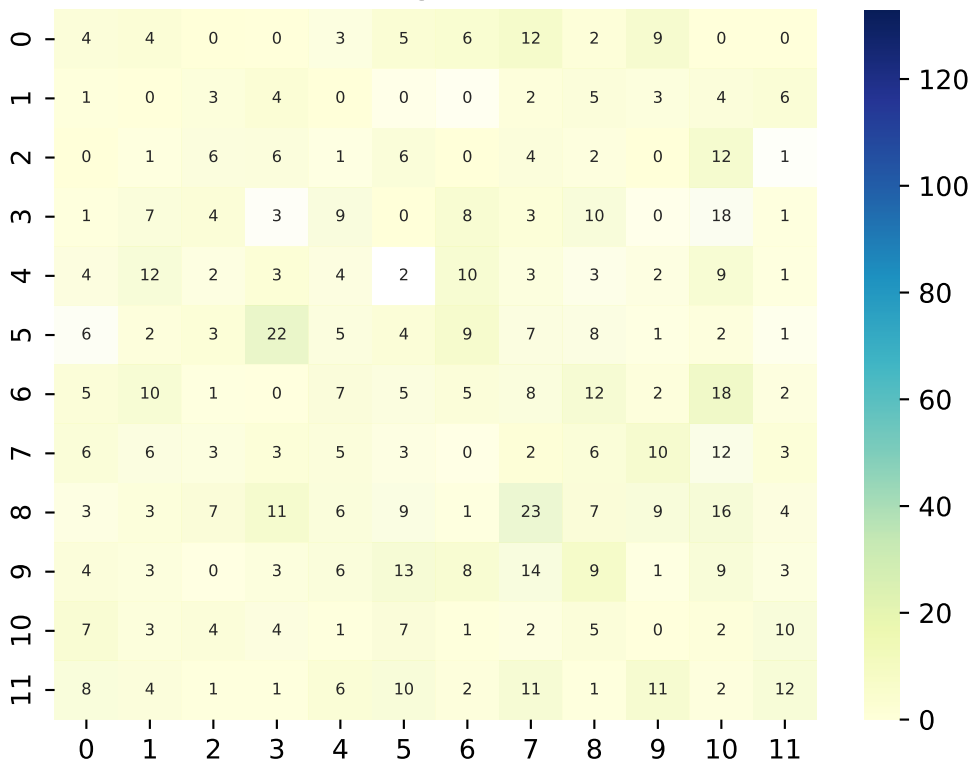 0 4 4 0 0 3 5 6 12 2 9 0 0
1 1 0 3 4 0 0 0 2 5 3 4 6
2 0 1 6 6 1 6 0 4 2 0 12 1
3 1 7 4 3 9 0 8 3 10 0 18 1
4 4 12 2 3 4 2 10 3 3 2 9 1
5 6 2 3 22 5 4 9 7 8 1 2 1
6 5 10 1 0 7 5 5 8 12 2 18 2
7 6 6 3 3 5 3 0 2 6 10 12 3
8 3 3 7 11 6 9 1 23 7 9 16 4
9 4 3 0 3 6 13 8 14 9 1 9 3
10 7 3 4 4 1 7 1 2 5 0 2 10
11 8 4 1 1 6 10 2 11 1 11 2 12
0 1 2 3 4 5 6 7 8 9 10 11
120
100
80
60
40
20
0